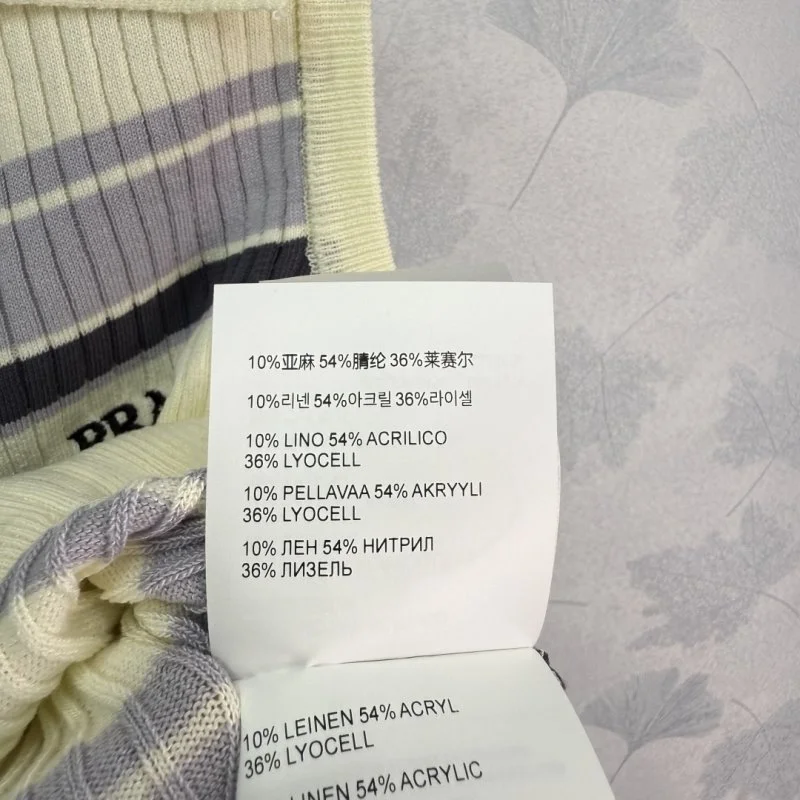 PRA
10%亚麻 54%腈纶 36%莱赛尔
10%리넨 54%아크릴 36%라이셀
10% LINO 54% ACRILICO
36% LYOCELL
10% PELLAVAA 54% AKRYYLI
36% LYOCELL
10% ЛЕН 54% НИТРИЛ
36% ЛИЗЕЛЬ
10% LEINEN 54% ACRYL
36% LYOCELL
LINEN 54% ACRYLIC